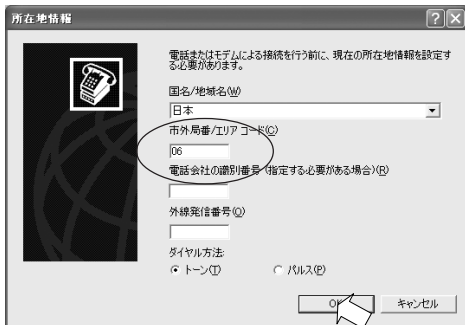 所在地情報
電話またはモデムによる接続を行う前に、現在の所在地情報を設定す
る必要があります。
国名/地域名(W)
日本
市外局番/エリア コード(C)
06
電話会社の識別番号 (指定する必要がある場合)(R)
外線発信番号(O)
ダイヤル方法:
トーン(T) パルス(P)
OK キャンセル